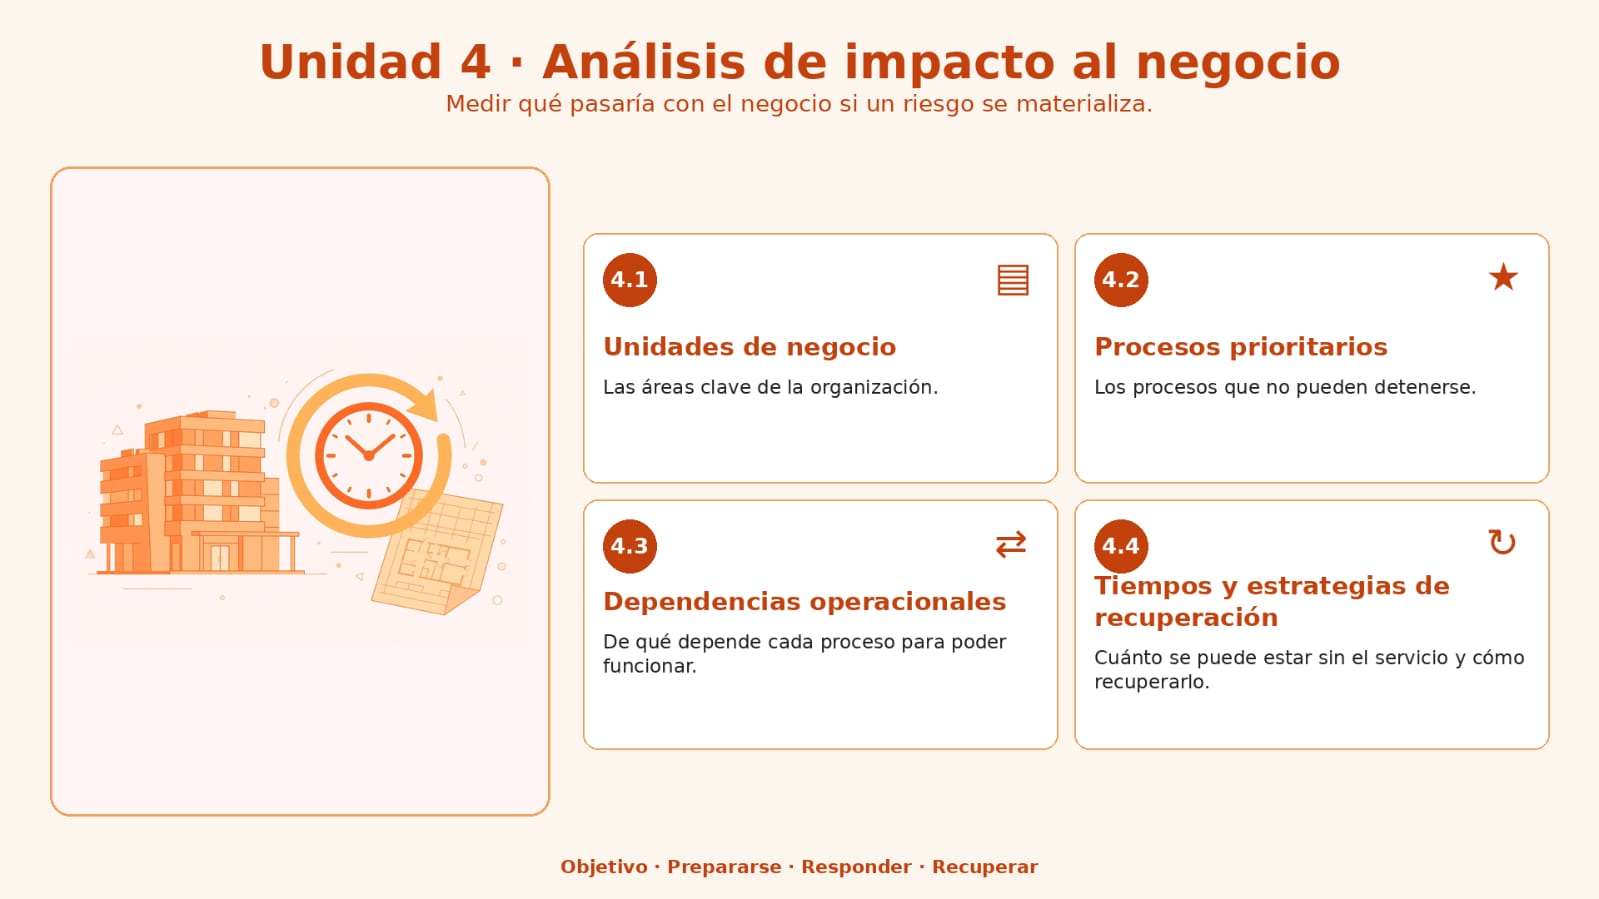 Unidad 4 · Análisis de impacto al negocio
Medir qué pasaría con el negocio si un riesgo se materializa.
4.1
Unidades de negocio
Las áreas clave de la organización.
4.2
Procesos prioritarios
Los procesos que no pueden detenerse.
4.3
Dependencias operacionales
De qué depende cada proceso para poder
funcionar.
4.4
Tiempos y estrategias de
recuperación
Cuánto se puede estar sin el servicio y cómo
recuperarlo.
Objetivo · Prepararse · Responder · Recuperar